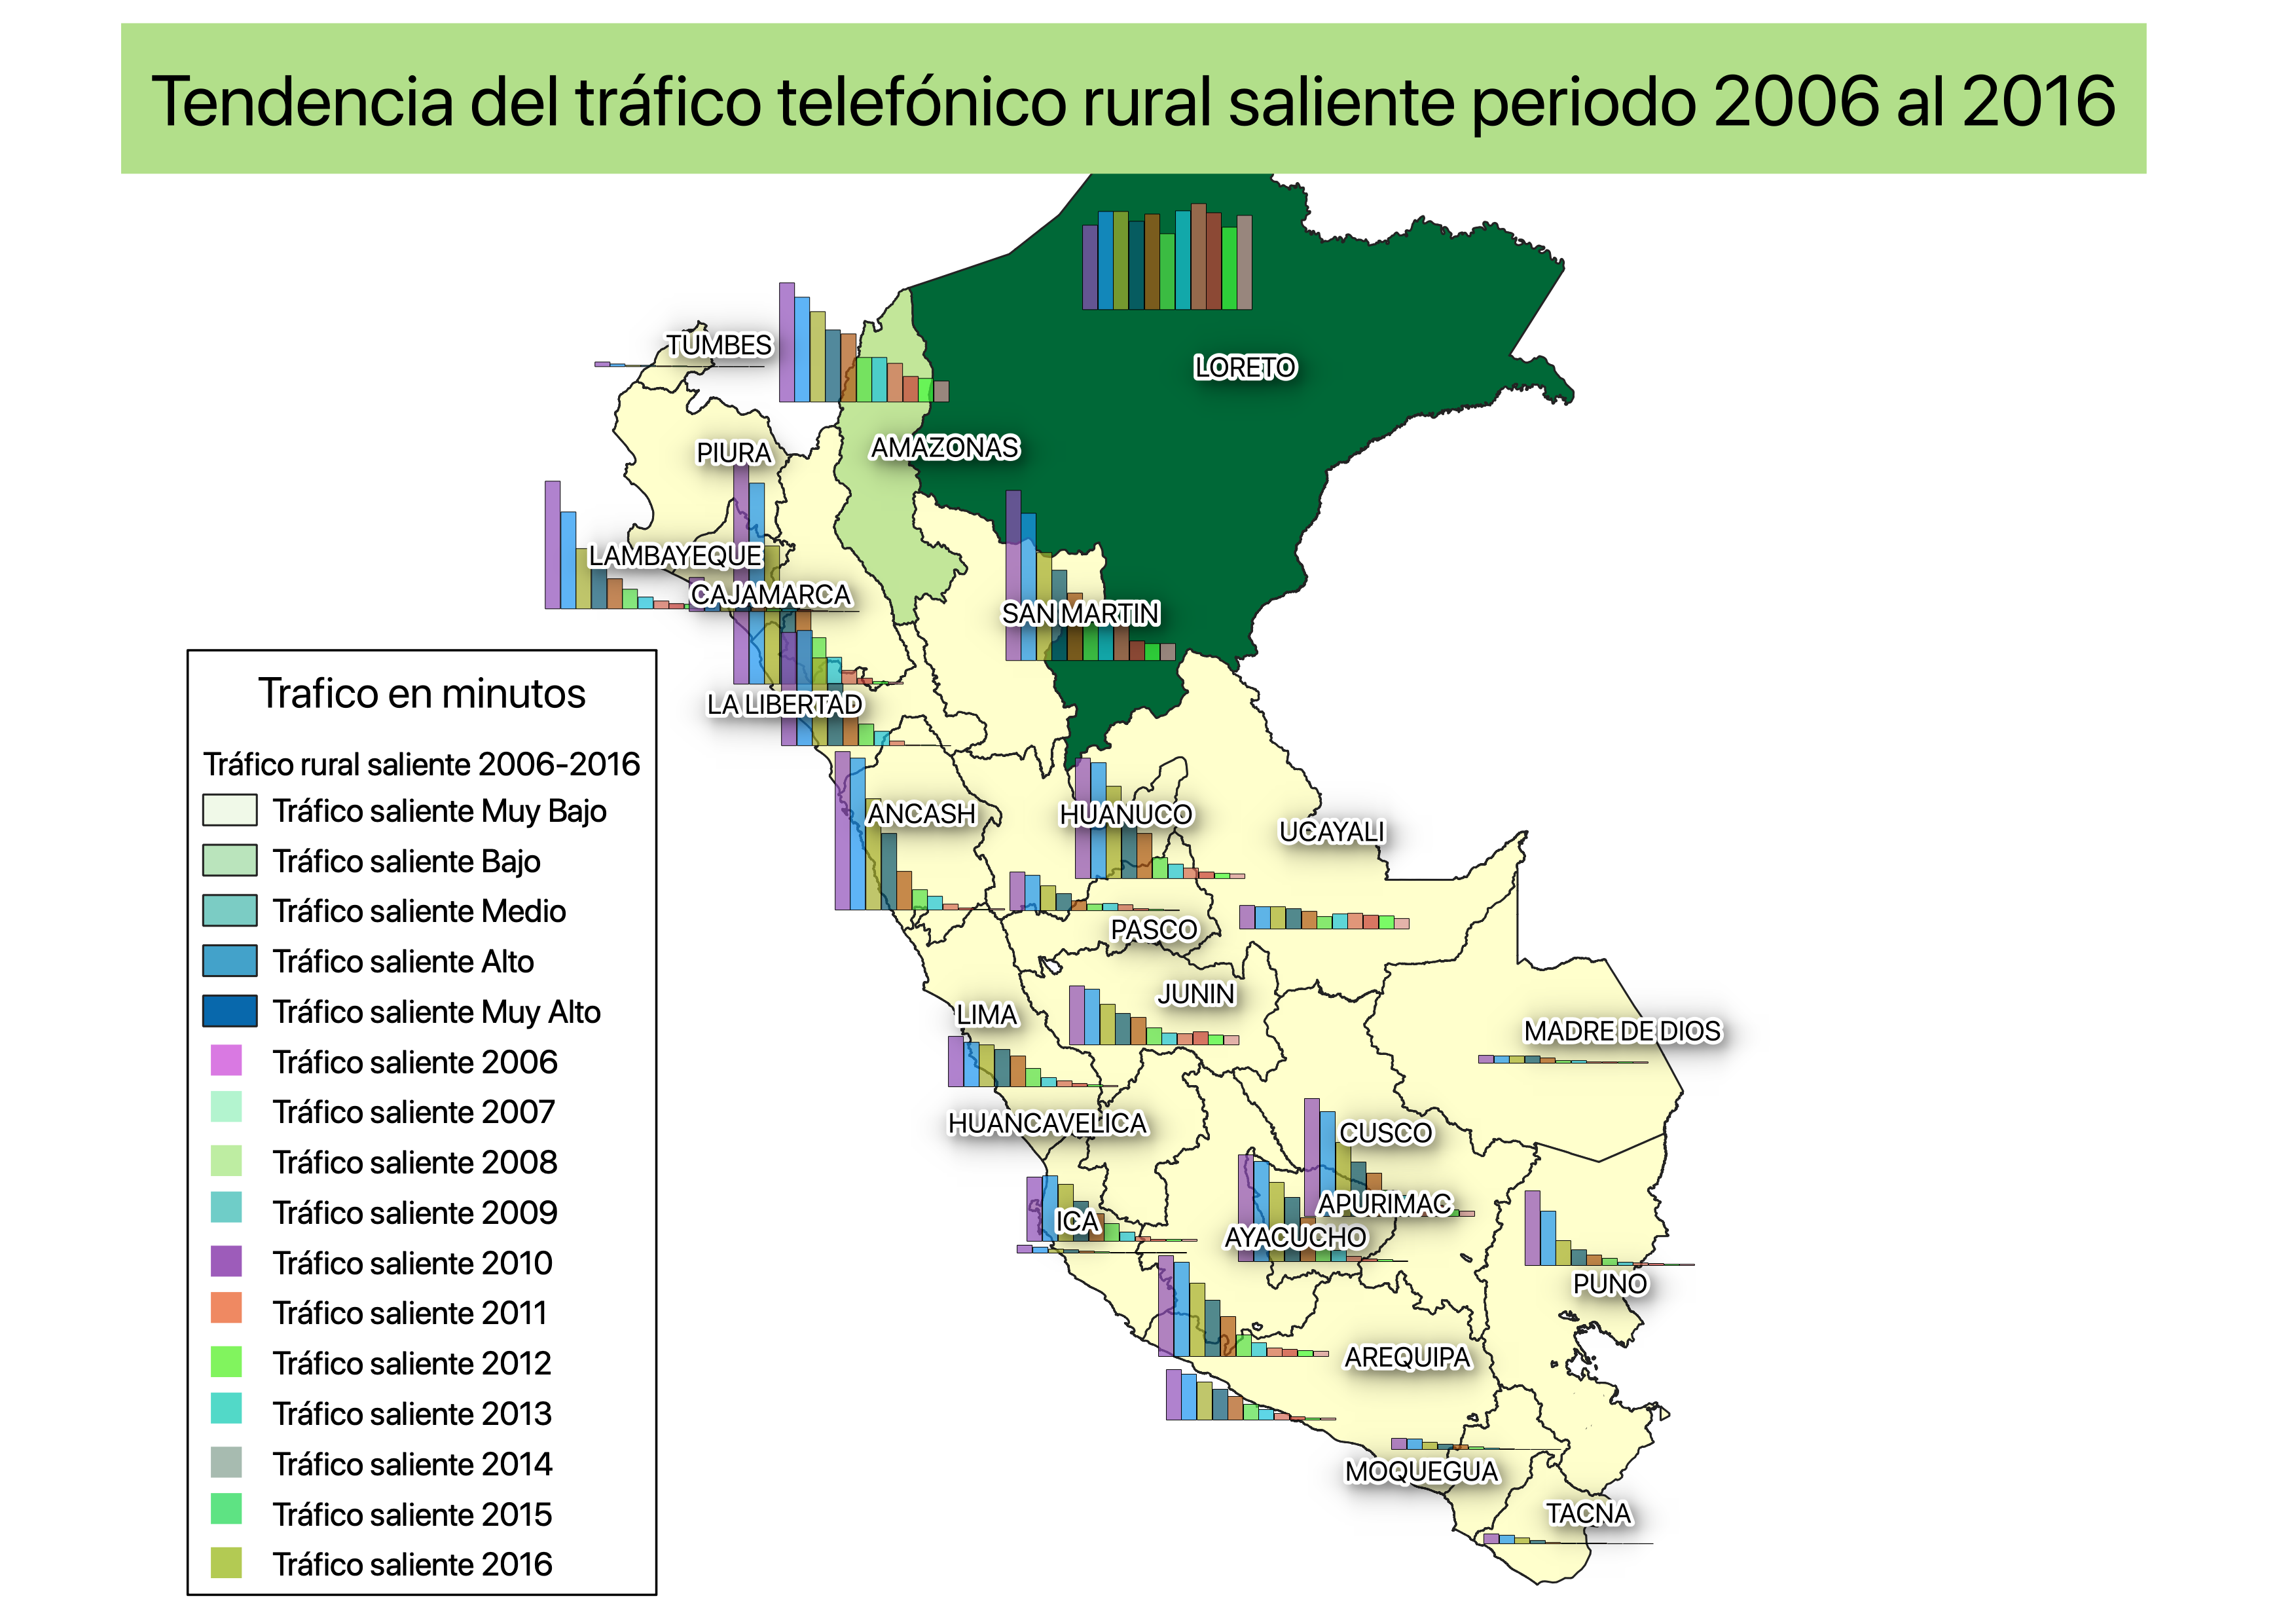 Tendencia del tráfico telefónico rural saliente periodo 2006 al 2016
TUMBES
LORETO
PIURA
AMAZONAS
LAMBAYEQUE
CAJAMARCA
SAN MARTIN
LA LIBERTAD
ANCASH
HUANUCO
UCAYALI
PASCO
JUNIN
LIMA
MADRE DE DIOS
HUANCAVELICA
CUSCO
APURIMAC
ICA
AYACUCHO
PUNO
AREQUIPA
MOQUEGUA
TACNA
Trafico en minutos
Tráfico rural saliente 2006-2016
Tráfico saliente Muy Bajo
Tráfico saliente Bajo
Tráfico saliente Medio
Tráfico saliente Alto
Tráfico saliente Muy Alto
Tráfico saliente 2006
Tráfico saliente 2007
Tráfico saliente 2008
Tráfico saliente 2009
Tráfico saliente 2010
Tráfico saliente 2011
Tráfico saliente 2012
Tráfico saliente 2013
Tráfico saliente 2014
Tráfico saliente 2015
Tráfico saliente 2016